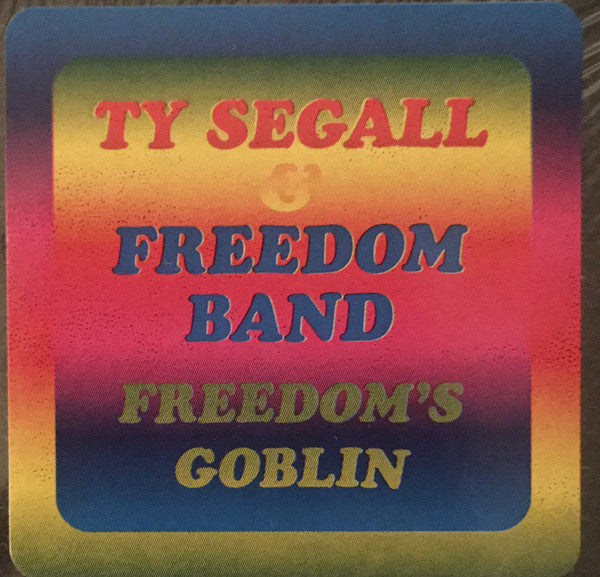 TY SEGALL
&
FREEDOM
BAND
FREEDOM'S
GOBLIN